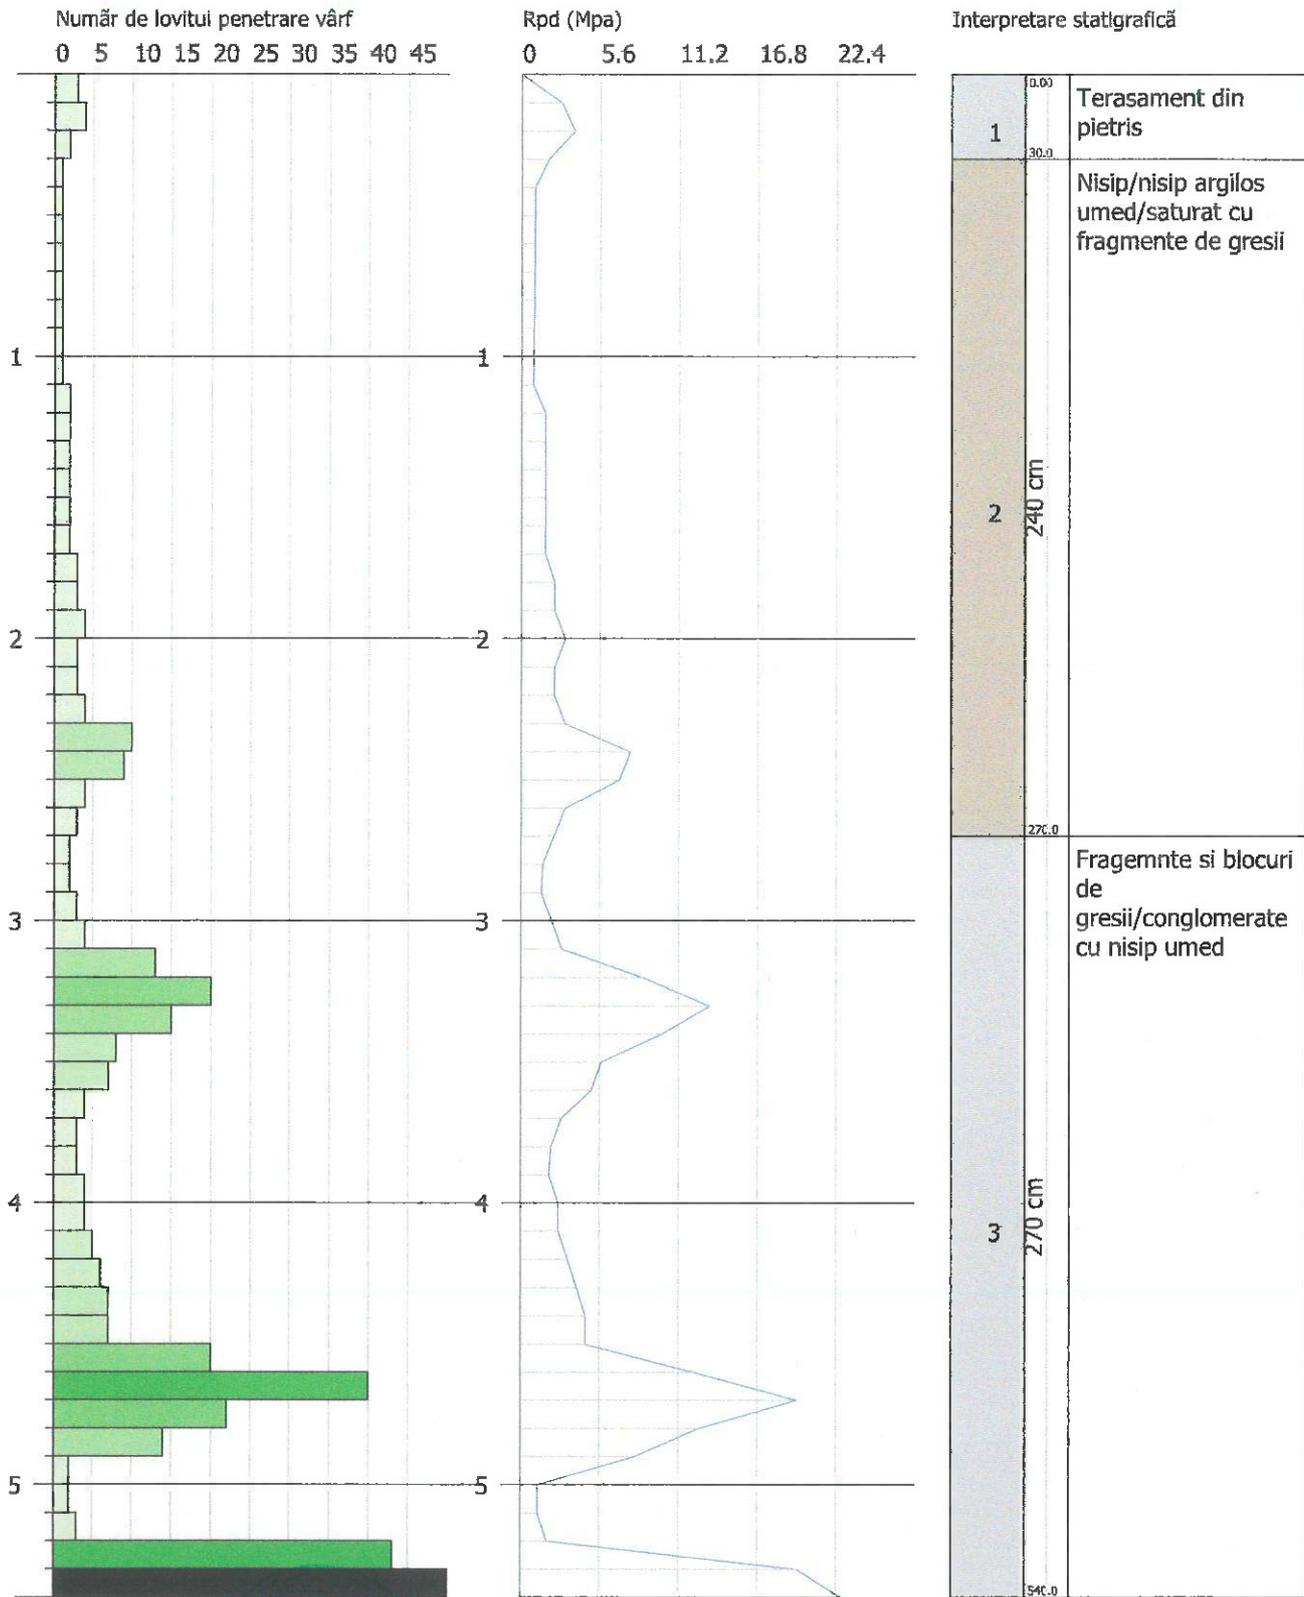 Număr de lovitui penetrare vârf
0 5 10 15 20 25 30 35 40 45
1
2
3
4
5
Rpd (Mpa)
0 5.6 11.2 16.8 22.4
1
2
3
4
5
Interpretare statigrafică
0.00
1
30.0
Terasament din
pietris
2
240 cm
270.0
Nisip/nisip argilos
umed/saturat cu
fragmente de gresii
3
270 cm
540.0
Fragemnte si blocuri
de
gresii/conglomerate
cu nisip umed